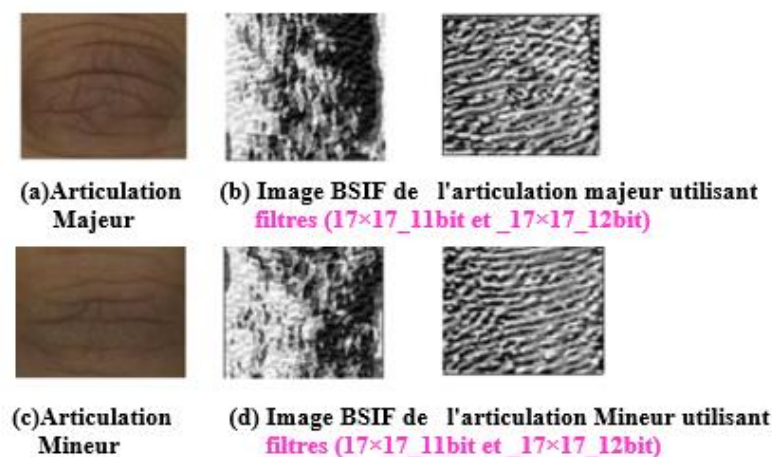 (a)Articulation Majeur
(b) Image BSIF de l'articulation majeur utilisant
filtres (17×17_11bit et _17×17_12bit)
(c)Articulation Mineur
(d) Image BSIF de l'articulation Mineur utilisant
filtres (17×17_11bit et _17×17_12bit)